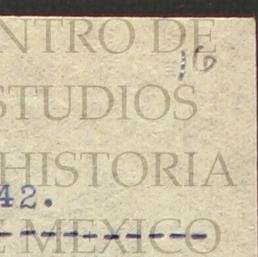 NTRO DE
16
STUDIOS
HISTORIA
42.
E MEXICO